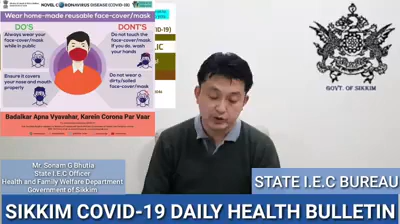 NOVEL CORONAVIRUS DISEASE (COVID-19)
Wear home-made reusable face-cover/mask
DO'S
DONT'S
Always wear your
face-cover/mask
while in public
Do not touch the
face-cover/mask.
If you do, wash your
hands
Ensure it covers
your nose and mouth
properly
Do not wear a
dirty/soiled
face-cover/mask
Badalkar Apna Vyavahar, Karein Corona Par Vaar
GOVT. OF SIKKIM
Mr. Sonam G Bhutia
State I.E.C Officer
Health and Family Welfare Department
Government of Sikkim
STATE I.E.C BUREAU
SIKKIM COVID-19 DAILY HEALTH BULLETIN